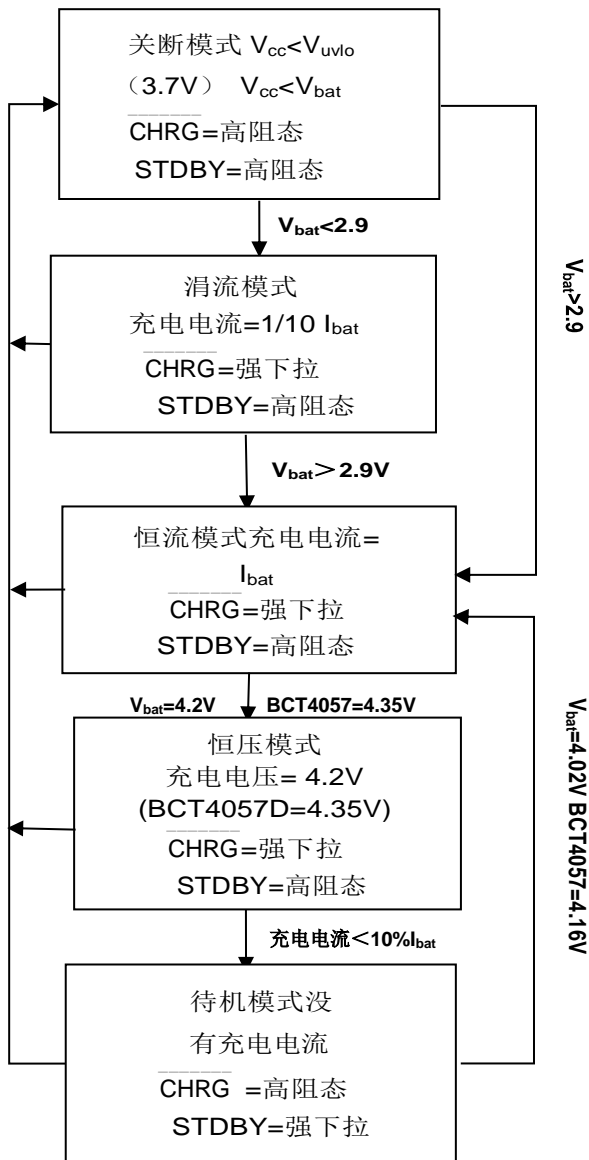 关断模式 Vcc<Vuvlo
（3.7V） Vcc<Vbat
CHRG=高阻态
STDBY=高阻态
Vbat<2.9
Vbat>2.9
涓流模式
充电电流=1/10 Ibat
CHRG=强下拉
STDBY=高阻态
Vbat＞2.9V
恒流模式充电电流=
Ibat
CHRG=强下拉
STDBY=高阻态
Vbat=4.2V BCT4057=4.35V
恒压模式
充电电压= 4.2V
(BCT4057D=4.35V)
CHRG=强下拉
STDBY=高阻态
Vbat=4.02V BCT4057=4.16V
充电电流＜10%Ibat
待机模式没
有充电电流
CHRG =高阻态
STDBY=强下拉